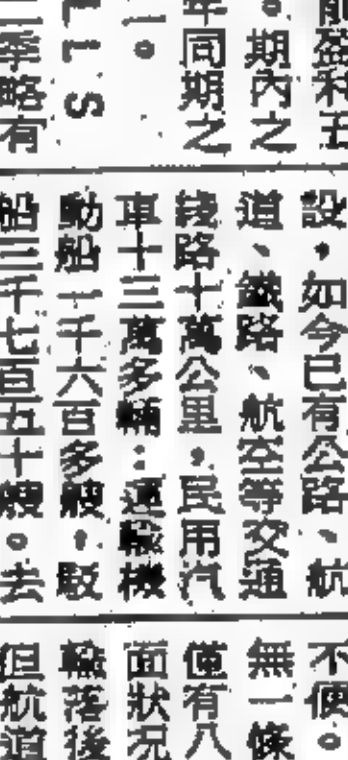 前盈利五
。期內之
年同期之
一。
LLS
二季略有
設，如今已有公路、航
道、鐵路、航空等交通
綫路十萬公里，民用汽
車十三萬多輛；運輸機
動船一千六百多艘，駁
船三千七百五十艘。去
不便。
無一條
僅有八
面狀况
輸落後
但航道